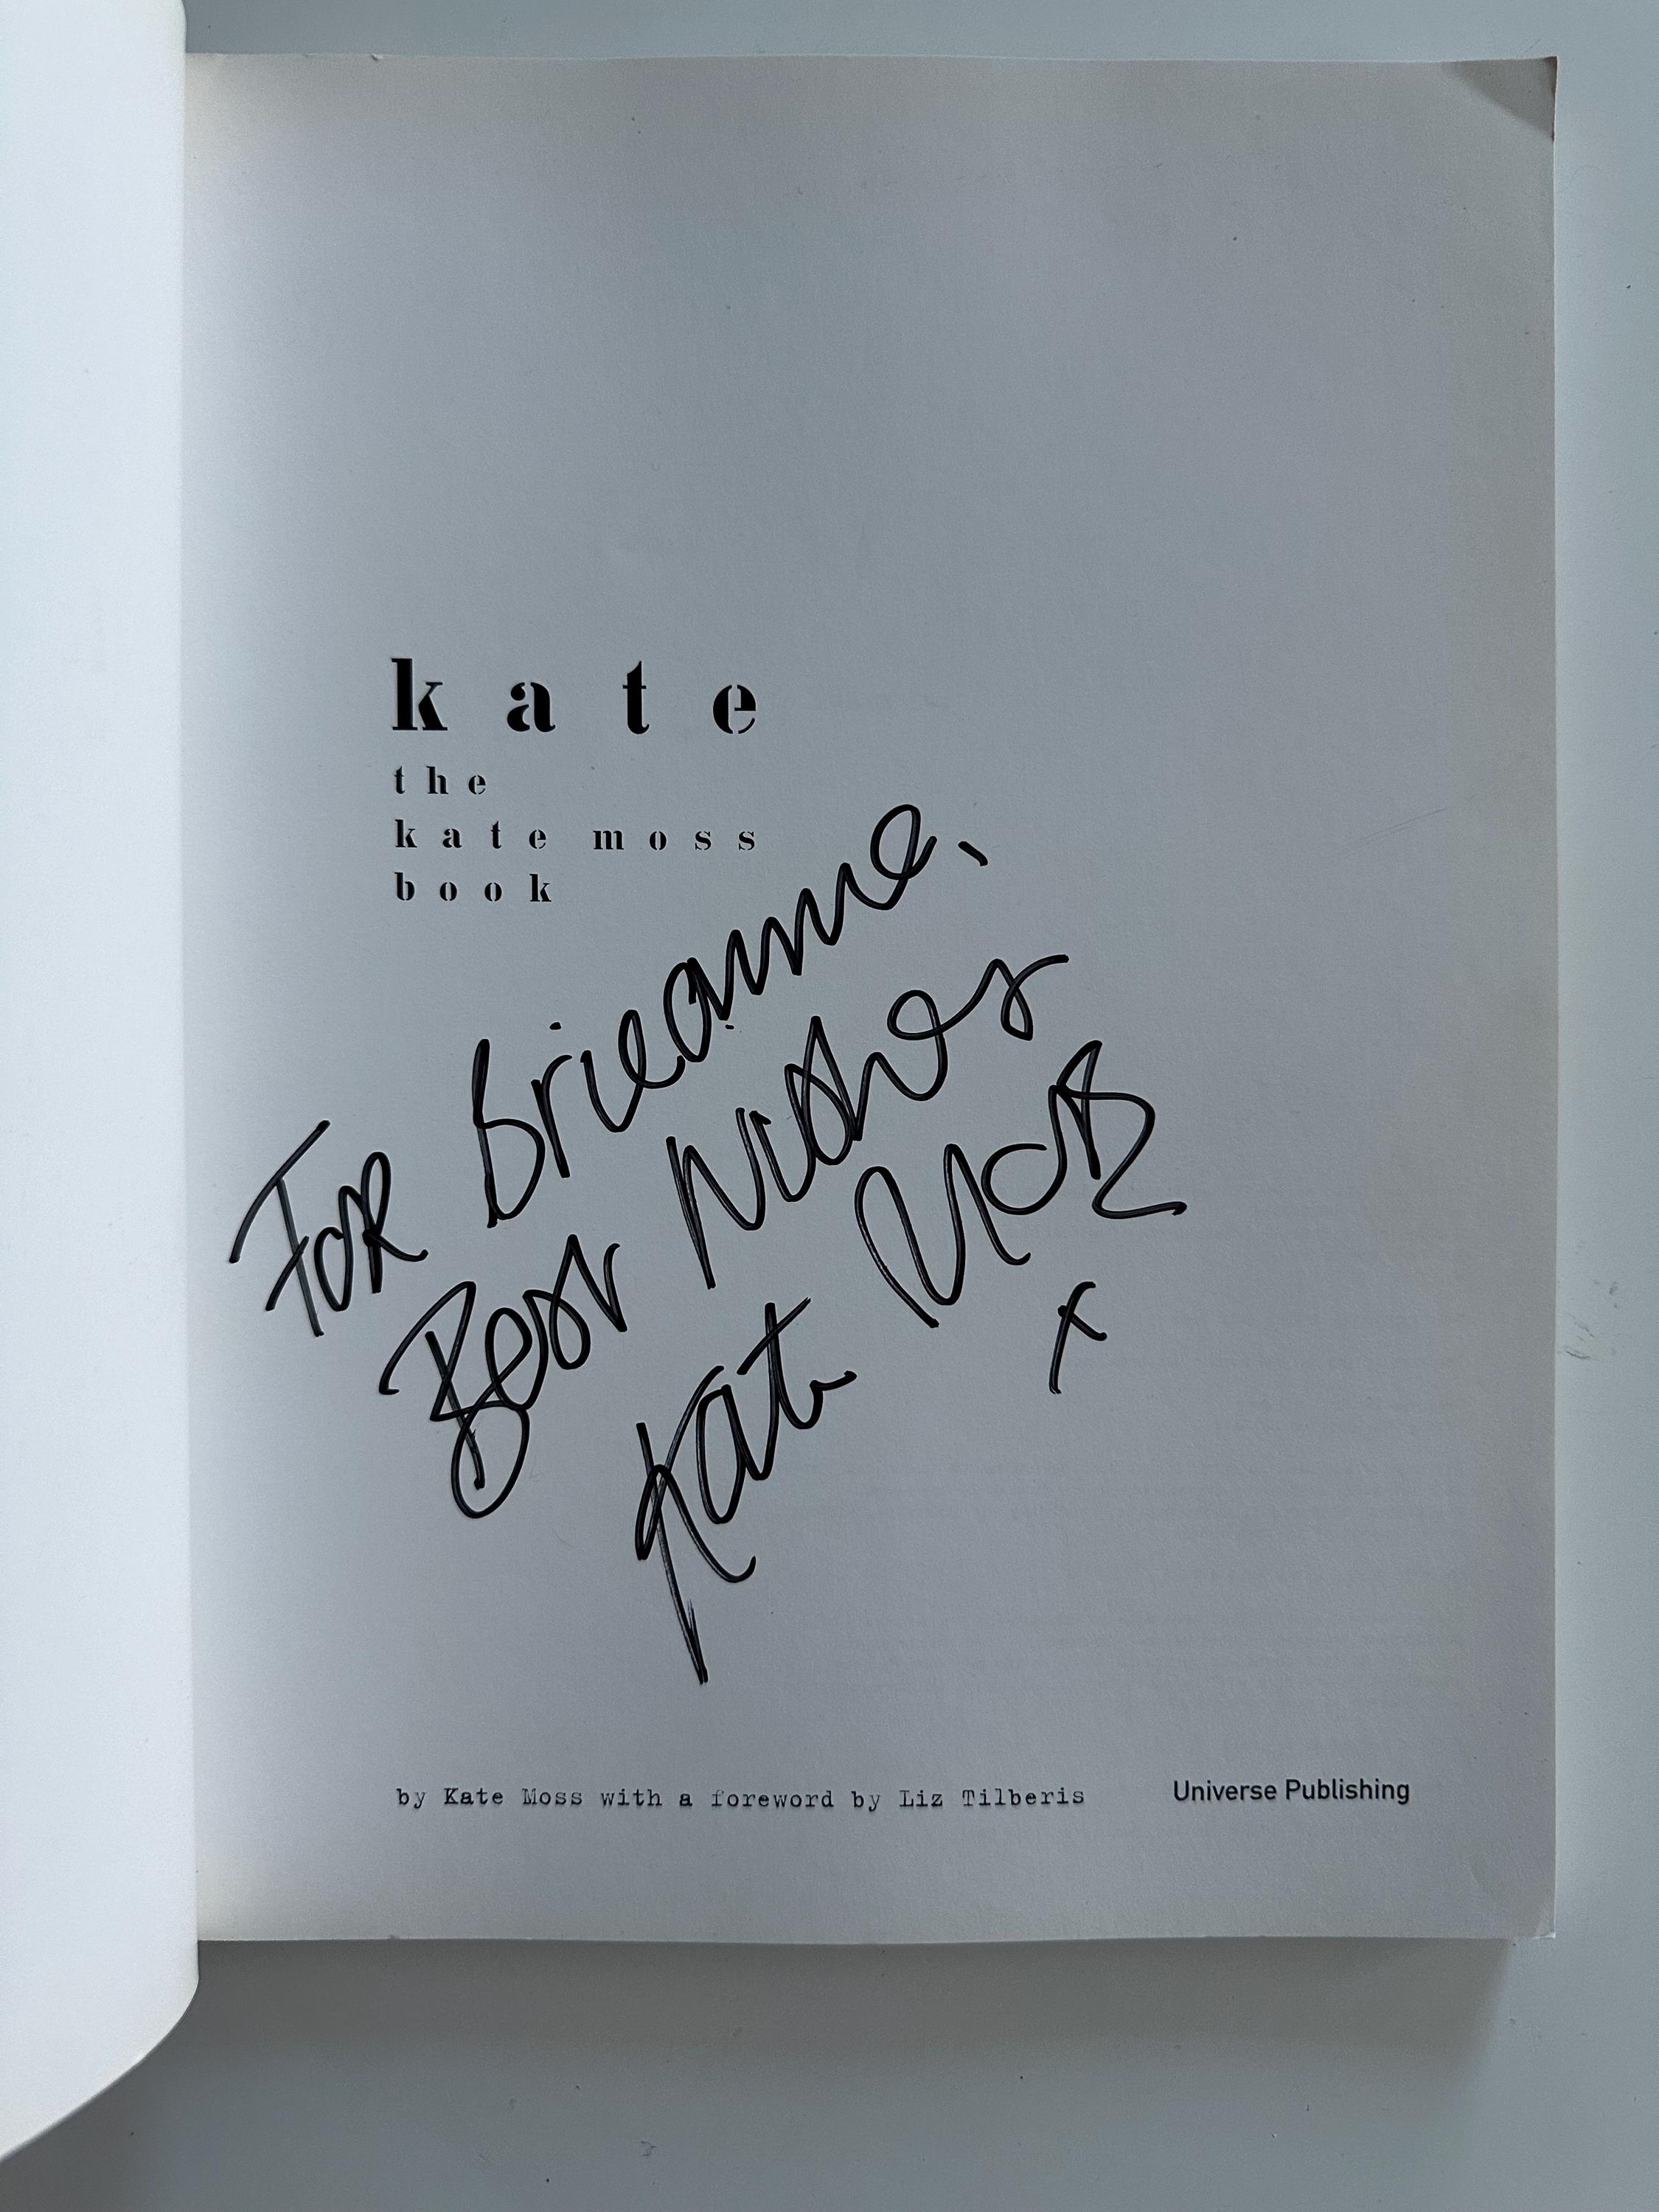 kate
the
kate moss
book
For Brieanne,
Best Wishes
Kate Moss
x
by Kate Moss with a foreword by Liz Tilberis
Universe Publishing